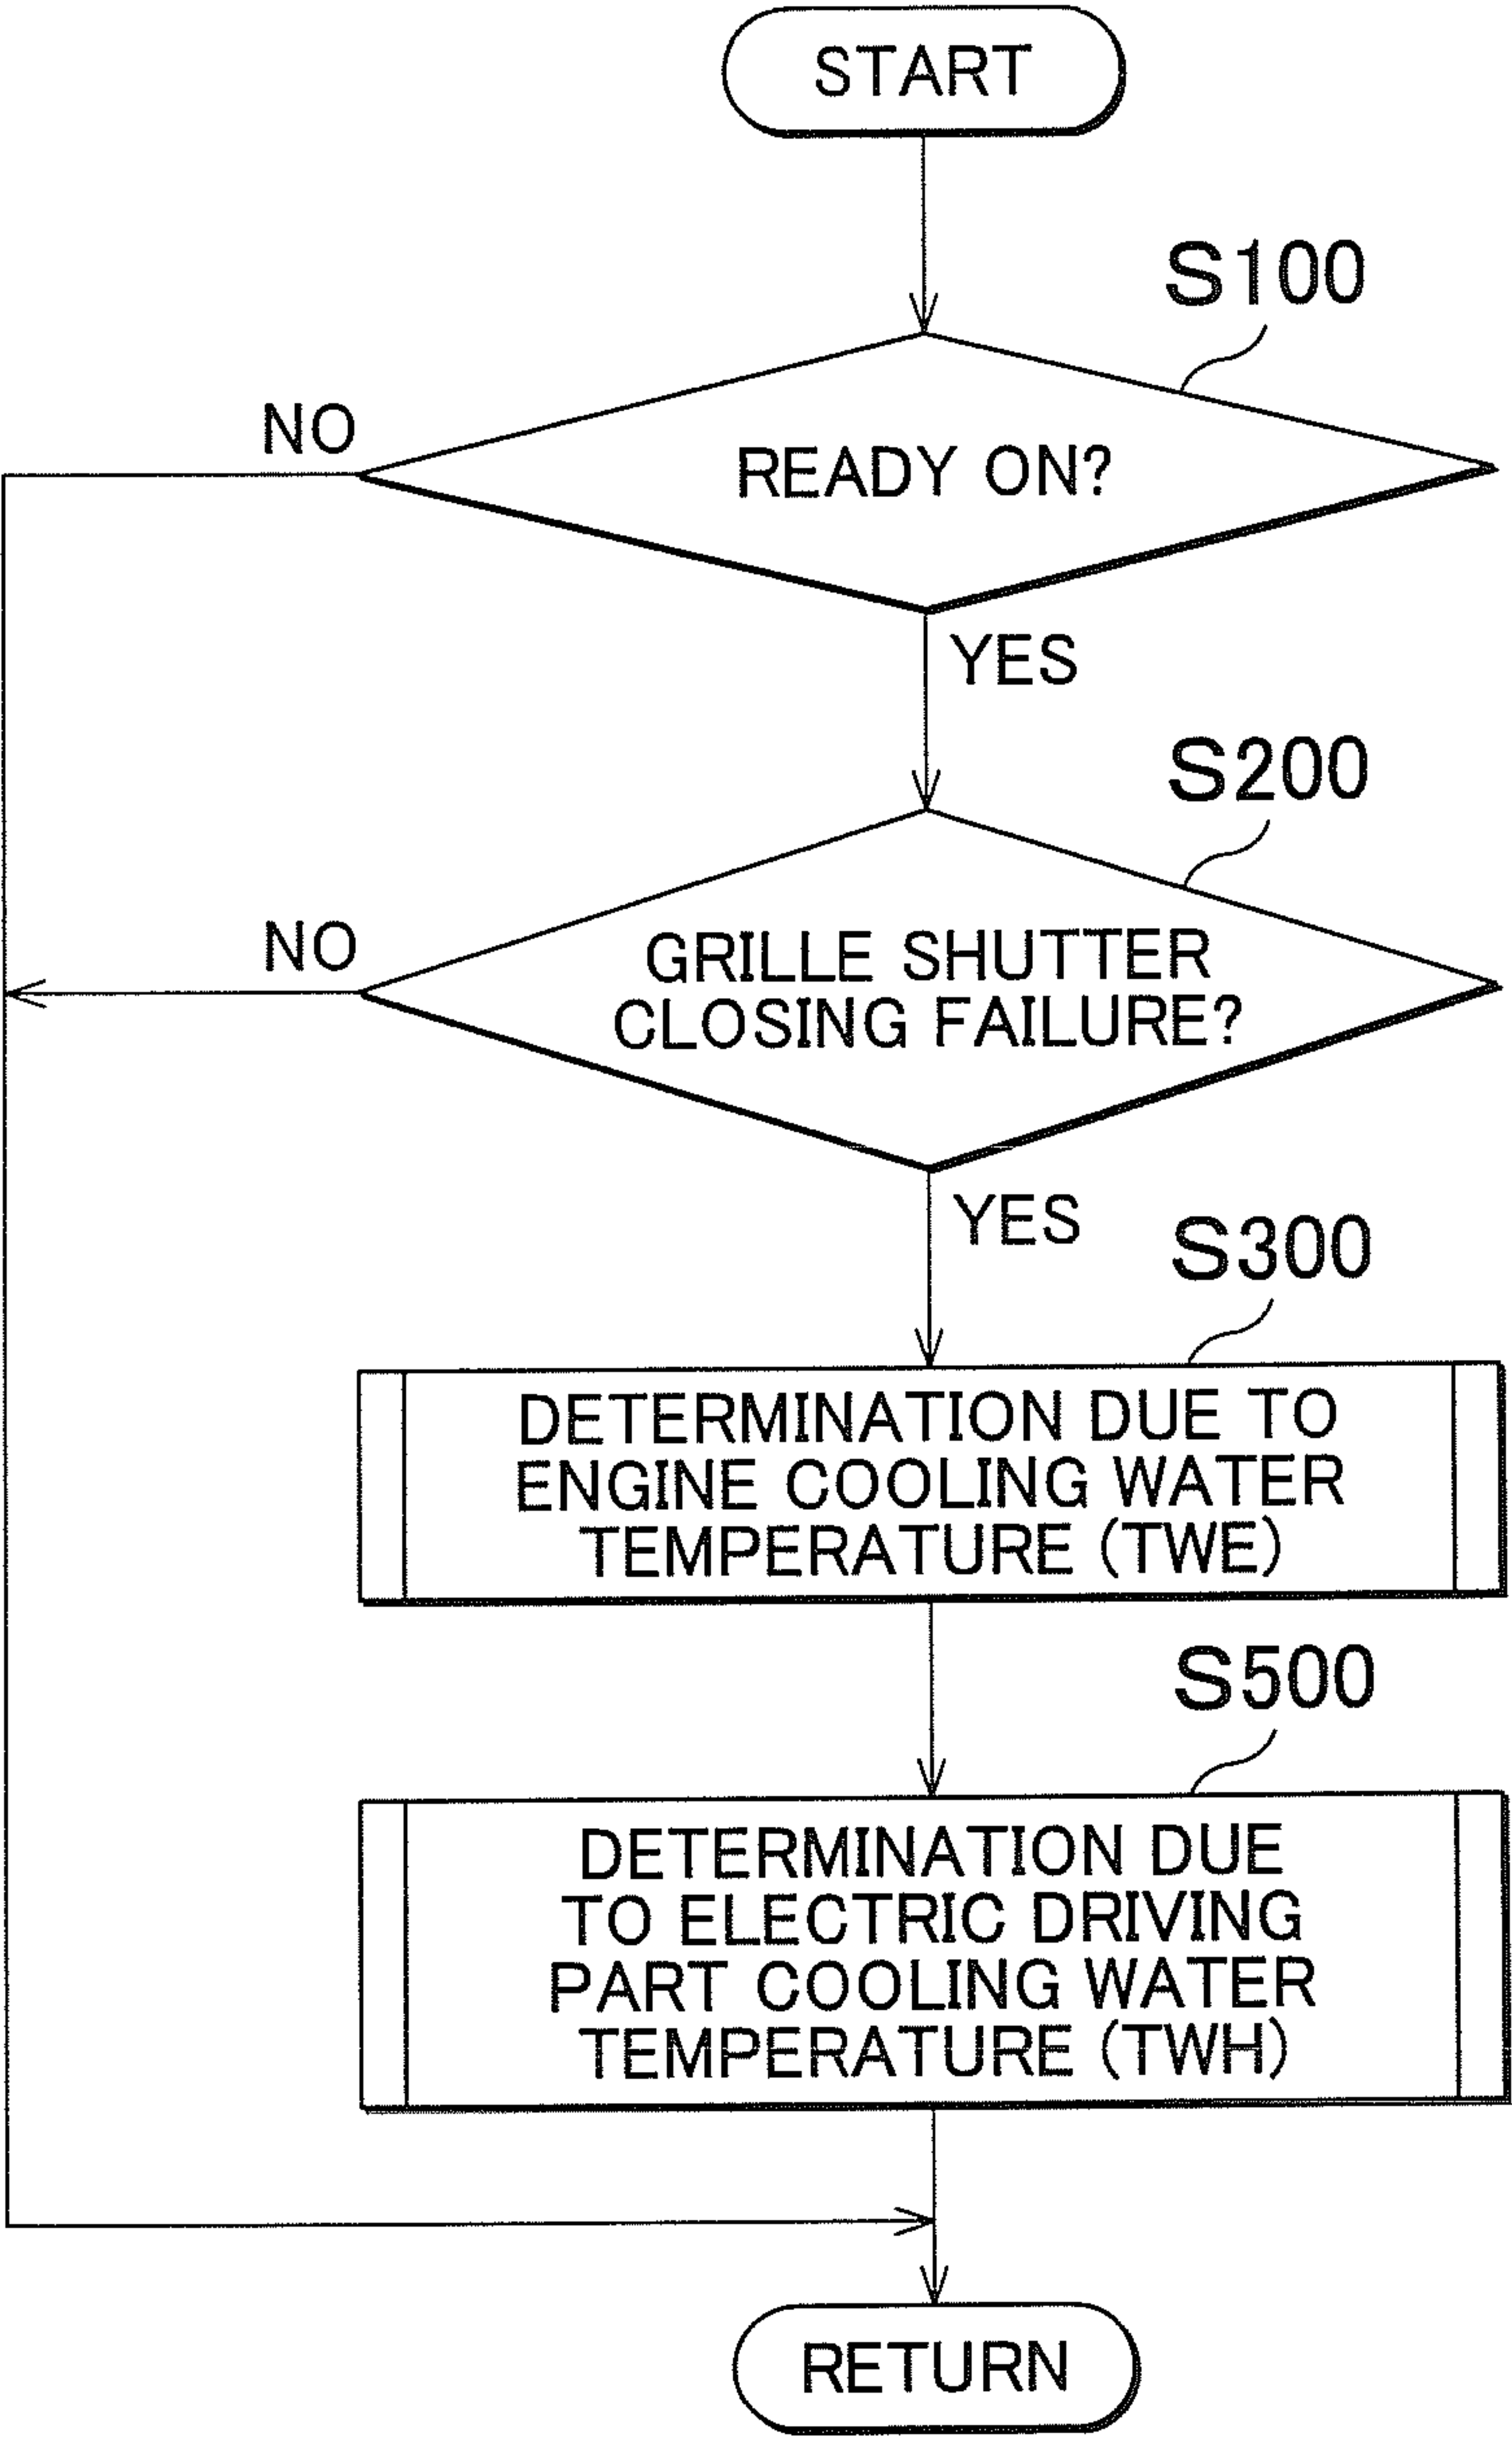 START
S100
NO
READY ON?
YES
S200
NO
GRILLE SHUTTER
CLOSING FAILURE?
YES
S300
DETERMINATION DUE TO
ENGINE COOLING WATER
TEMPERATURE (TWE)
S500
DETERMINATION DUE
TO ELECTRIC DRIVING
PART COOLING WATER
TEMPERATURE (TWH)
RETURN